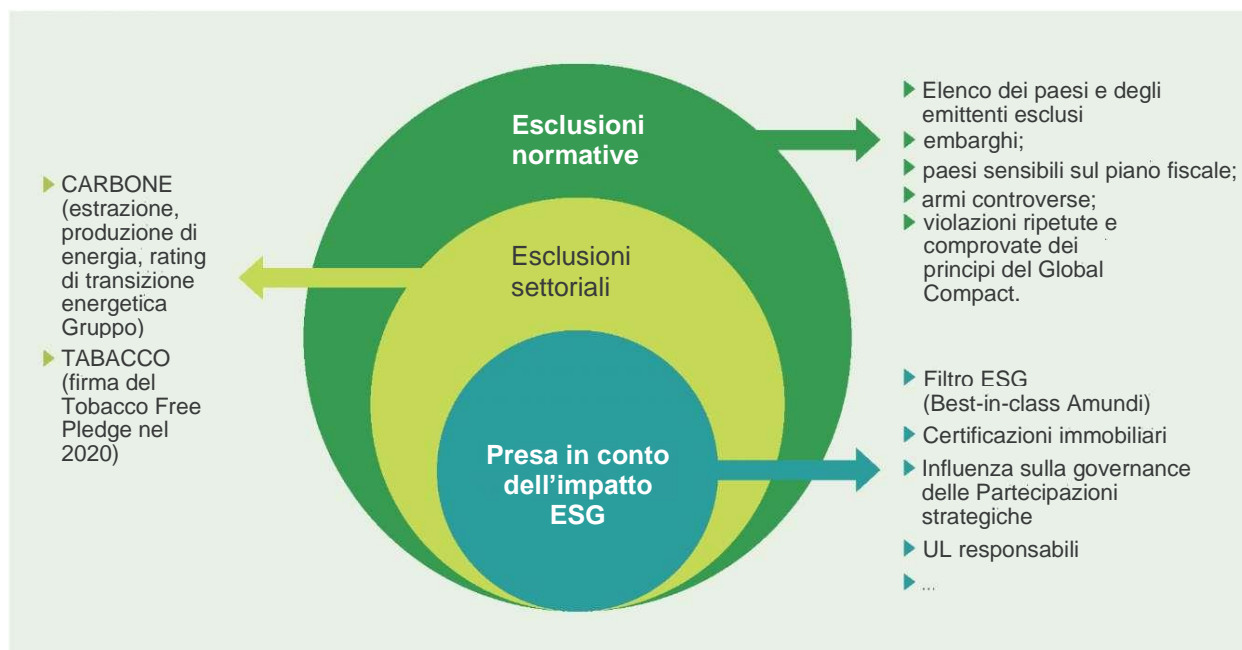 Esclusioni
normative
Elenco dei paesi e degli
emittenti esclusi
embarghi;
paesi sensibili sul piano fiscale;
armi controverse;
violazioni ripetute e
comprovate dei
principi del Global
Compact.
CARBONE
(estrazione,
produzione di
energia, rating
di transizione
energetica
Gruppo)
TABACCO
(firma del
Tobacco Free
Pledge nel
2020)
Esclusioni
settoriali
Presa in conto
dell’impatto
ESG
Filtro ESG
(Best-in-class Amundi)
Certificazioni immobiliari
Influenza sulla governance
delle Partecipazioni
strategiche
UL responsabili
...